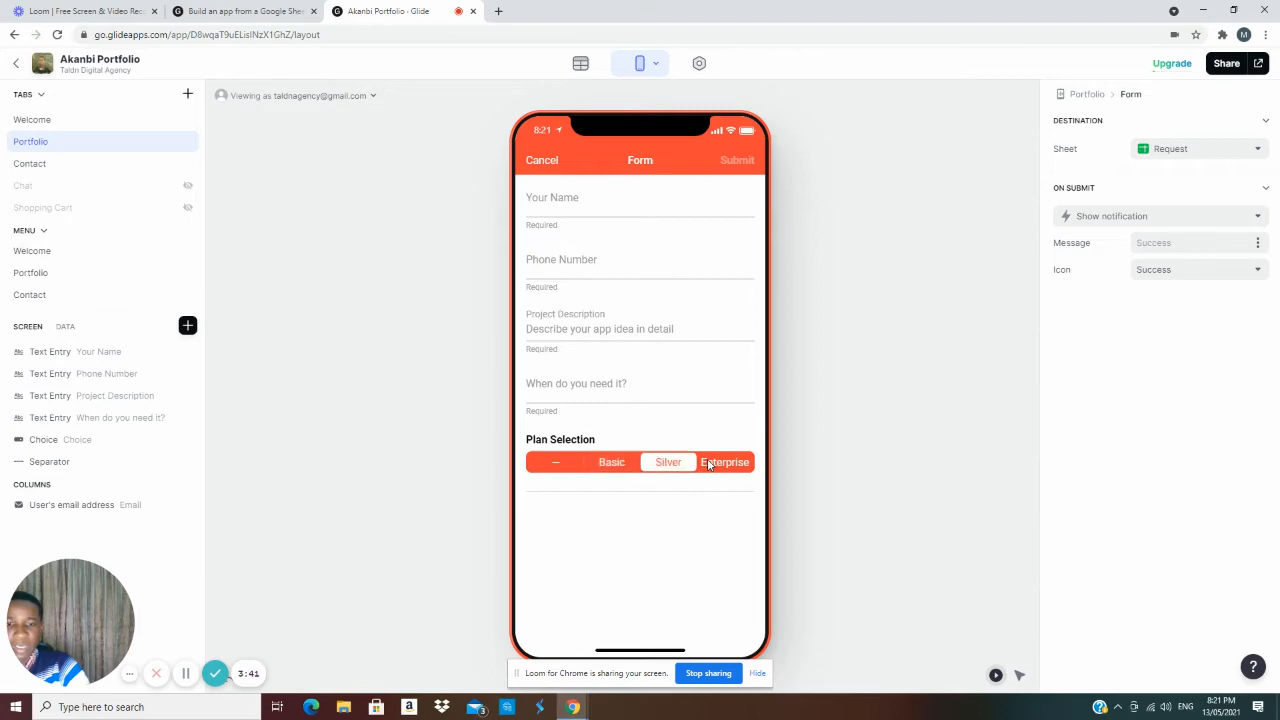 Loom | Free Screen & Video Rec
Build an app from a Google She
Akanbi Portfolio - Glide
go.glideapps.com/app/D8wqaT9uELislNzX1GhZ/layout
M
Akanbi Portfolio
Taldn Digital Agency
Upgrade
Share
TABS
Welcome
Portfolio
Contact
Chat
Shopping Cart
MENU
Welcome
Portfolio
Contact
SCREEN DATA
Text Entry Your Name
Text Entry Phone Number
Text Entry Project Description
Text Entry When do you need it?
Choice Choice
Separator
COLUMNS
User's email address Email
3:41
Viewing as taldnagency@gmail.com
8:21
Cancel Form Submit
Your Name
Required
Phone Number
Required
Project Description
Describe your app idea in detail
Required
When do you need it?
Required
Plan Selection
— Basic Silver Enterprise
Loom for Chrome is sharing your screen. Stop sharing Hide
Portfolio > Form
DESTINATION
Sheet Request
ON SUBMIT
Show notification
Message Success
Icon Success
Type here to search
3
8:21 PM
13/05/2021